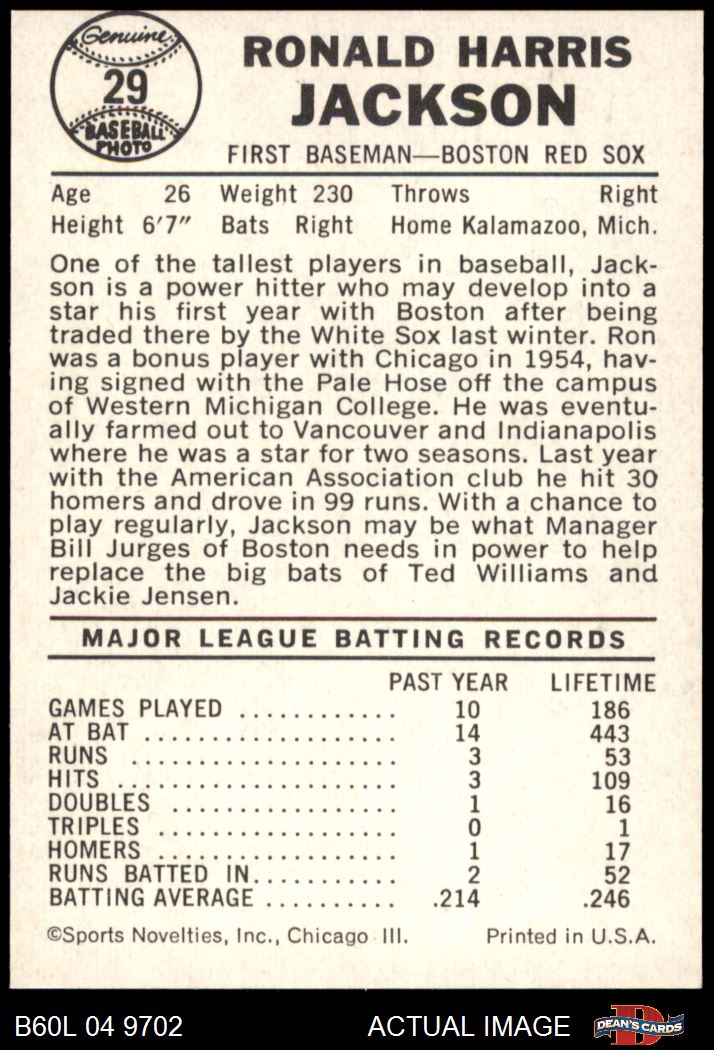 Genuine
29
BASEBALL
PHOTO
RONALD HARRIS
JACKSON
FIRST BASEMAN—BOSTON RED SOX
Age 26 Weight 230 Throws Right
Height 6'7" Bats Right Home Kalamazoo, Mich.
One of the tallest players in baseball, Jack-
son is a power hitter who may develop into a
star his first year with Boston after being
traded there by the White Sox last winter. Ron
was a bonus player with Chicago in 1954, hav-
ing signed with the Pale Hose off the campus
of Western Michigan College. He was eventu-
ally farmed out to Vancouver and Indianapolis
where he was a star for two seasons. Last year
with the American Association club he hit 30
homers and drove in 99 runs. With a chance to
play regularly, Jackson may be what Manager
Bill Jurges of Boston needs in power to help
replace the big bats of Ted Williams and
Jackie Jensen.
MAJOR LEAGUE BATTING RECORDS
PAST YEAR LIFETIME
GAMES PLAYED ............ 10 186
AT BAT .................... 14 443
RUNS ..................... 3 53
HITS ...................... 3 109
DOUBLES ................. 1 16
TRIPLES .................. 0 1
HOMERS .................. 1 17
RUNS BATTED IN........... 2 52
BATTING AVERAGE .......... .214 .246
©Sports Novelties, Inc., Chicago Ill. Printed in U.S.A.
B60L 04 9702 ACTUAL IMAGE
D
DEAN'S CARDS